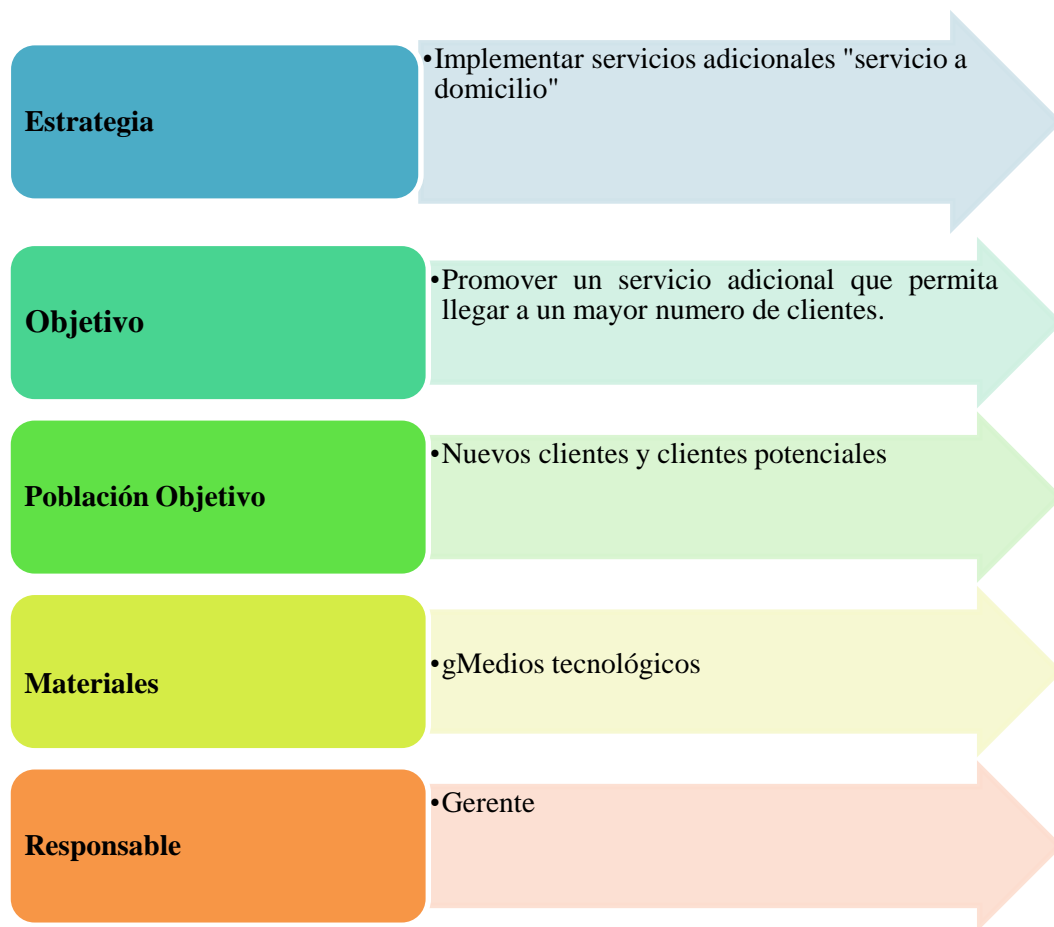 Estrategia
•Implementar servicios adicionales "servicio a
domicilio"
Objetivo
•Promover un servicio adicional que permita
llegar a un mayor numero de clientes.
Población Objetivo
•Nuevos clientes y clientes potenciales
Materiales
•gMedios tecnológicos
Responsable
•Gerente